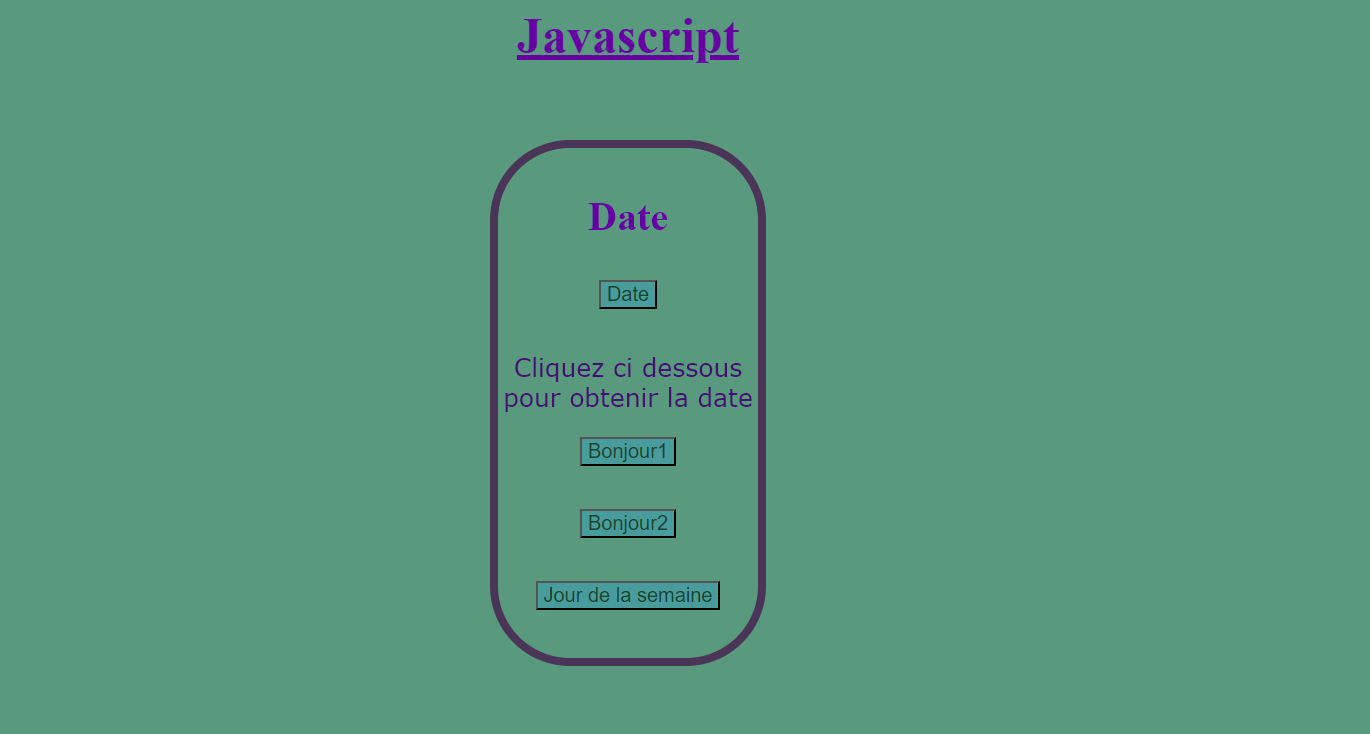 Javascript
Date
Date
Cliquez ci dessous
pour obtenir la date
Bonjour1
Bonjour2
Jour de la semaine